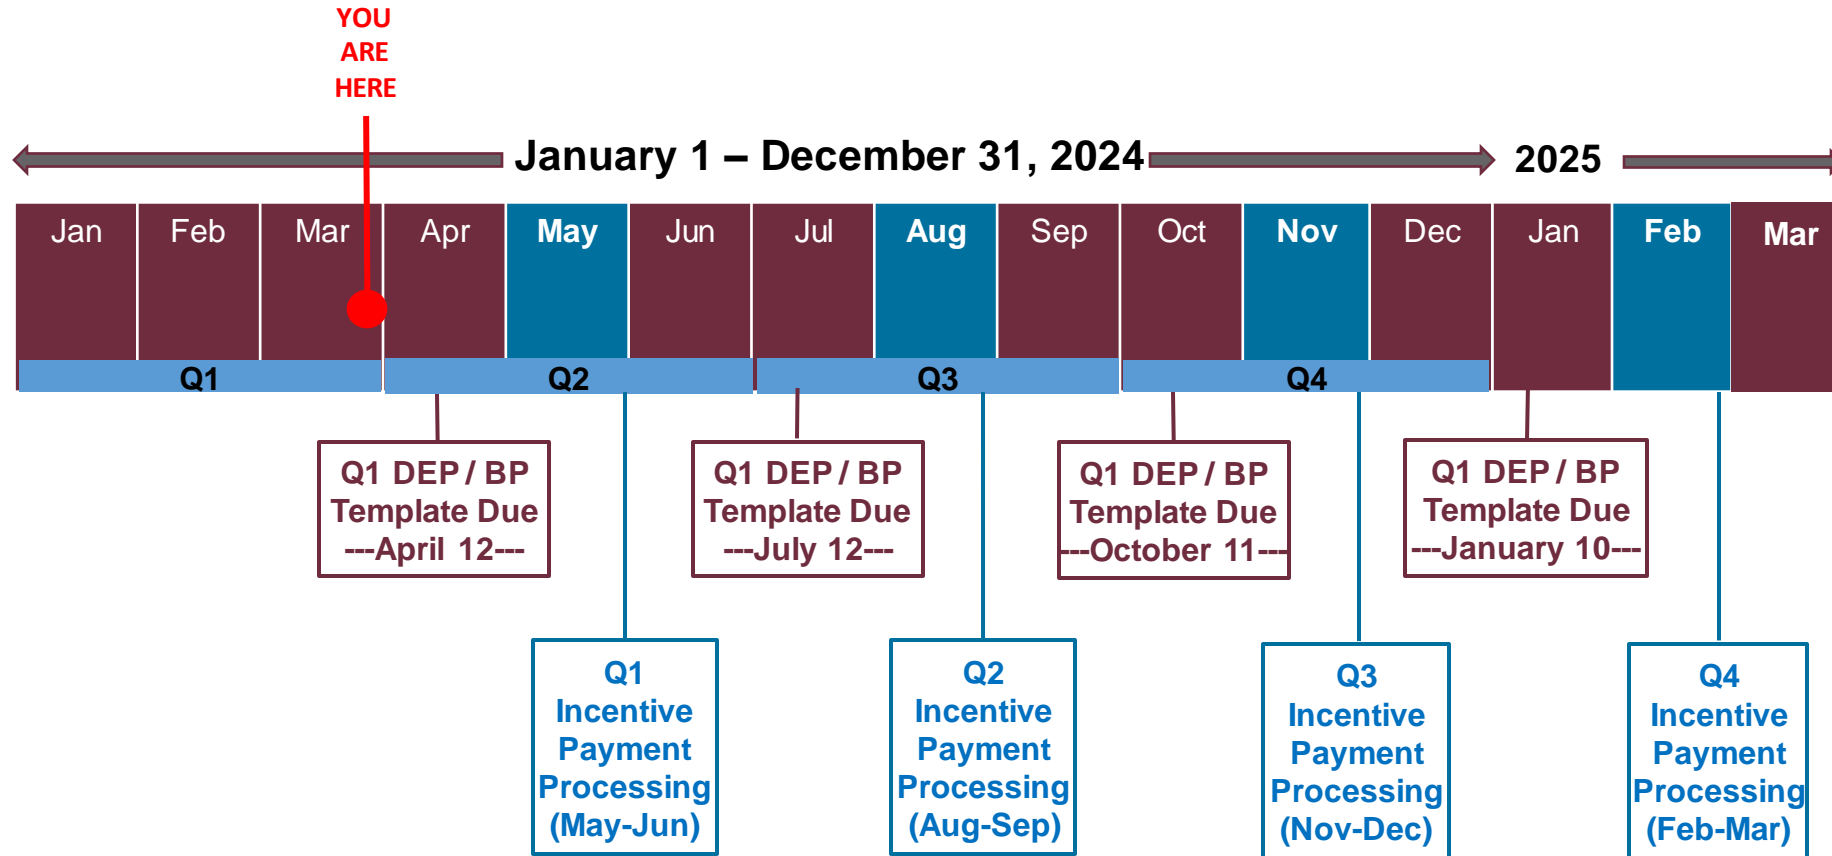 YOU
ARE
HERE
January 1 – December 31, 2024
2025
Jan
Feb
Mar
Apr
May
Jun
Jul
Aug
Sep
Oct
Nov
Dec
Jan
Feb
Mar
Q1
Q2
Q3
Q4
Q1 DEP / BP
Template Due
---April 12---
Q1 DEP / BP
Template Due
---July 12---
Q1 DEP / BP
Template Due
---October 11---
Q1 DEP / BP
Template Due
---January 10---
Q1
Incentive
Payment
Processing
(May-Jun)
Q2
Incentive
Payment
Processing
(Aug-Sep)
Q3
Incentive
Payment
Processing
(Nov-Dec)
Q4
Incentive
Payment
Processing
(Feb-Mar)